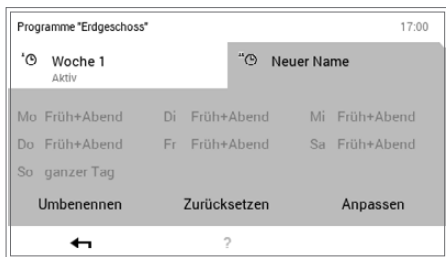 Programme "Erdgeschoss" 17:00
Woche 1 Neuer Name
Aktiv
Mo Früh+Abend Di Früh+Abend Mi Früh+Abend
Do Früh+Abend Fr Früh+Abend Sa Früh+Abend
So ganzer Tag
Umbenennen Zurücksetzen Anpassen
?